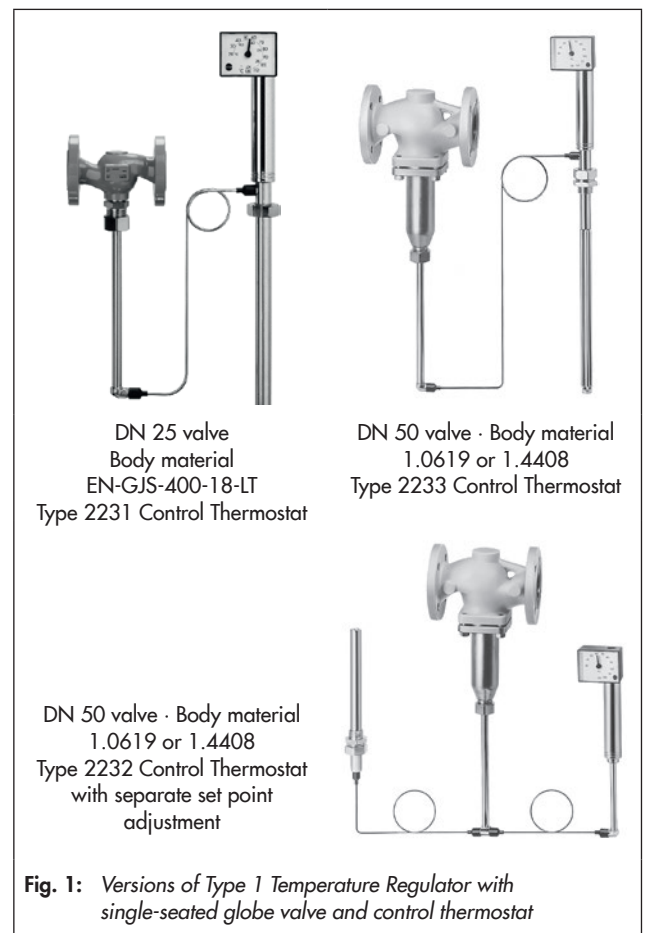 DN 25 valve
Body material
EN-GJS-400-18-LT
Type 2231 Control Thermostat
DN 50 valve · Body material
1.0619 or 1.4408
Type 2233 Control Thermostat
DN 50 valve · Body material
1.0619 or 1.4408
Type 2232 Control Thermostat
with separate set point
adjustment
Fig. 1: Versions of Type 1 Temperature Regulator with
single-seated globe valve and control thermostat